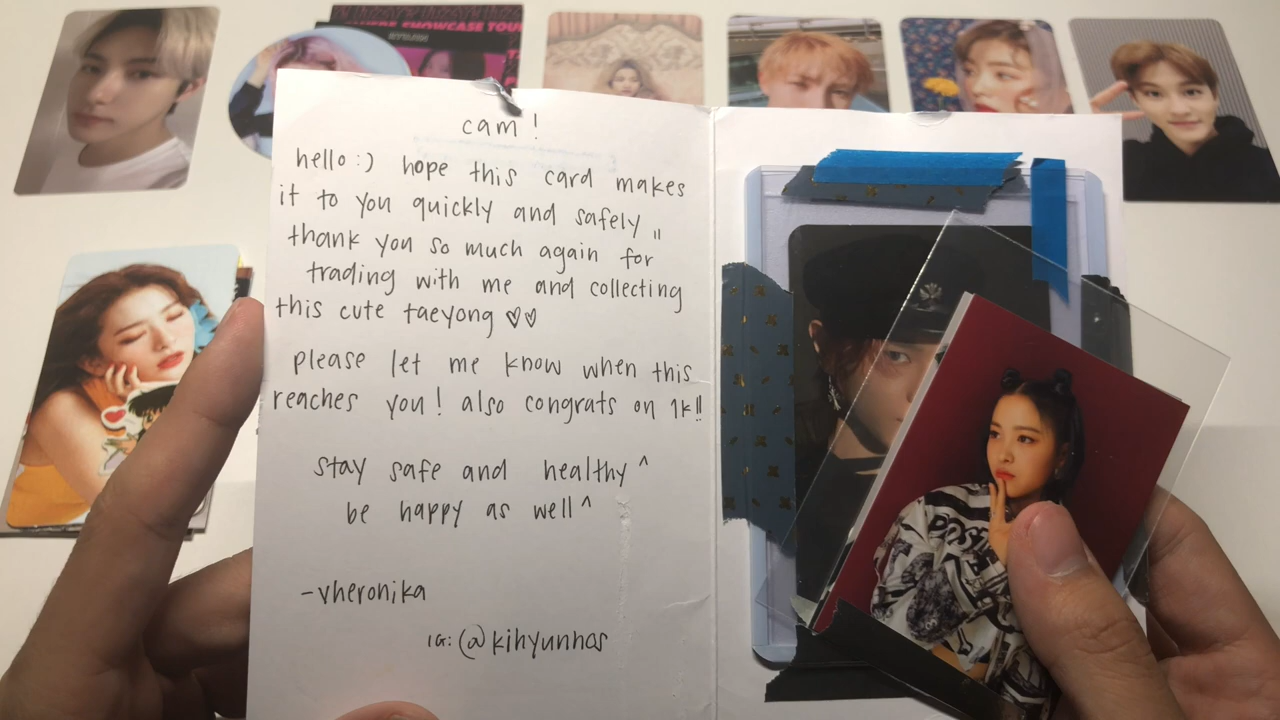 SHOWCASE TOUR
cam!
hello :) hope this card makes
it to you quickly and safely "
thank you so much again for
trading with me and collecting
this cute taeyong ♡♡
please let me know when this
reaches you! also congrats on 1k!!
stay safe and healthy ^
be happy as well ^
-vheronika
IG: @kihyunhas